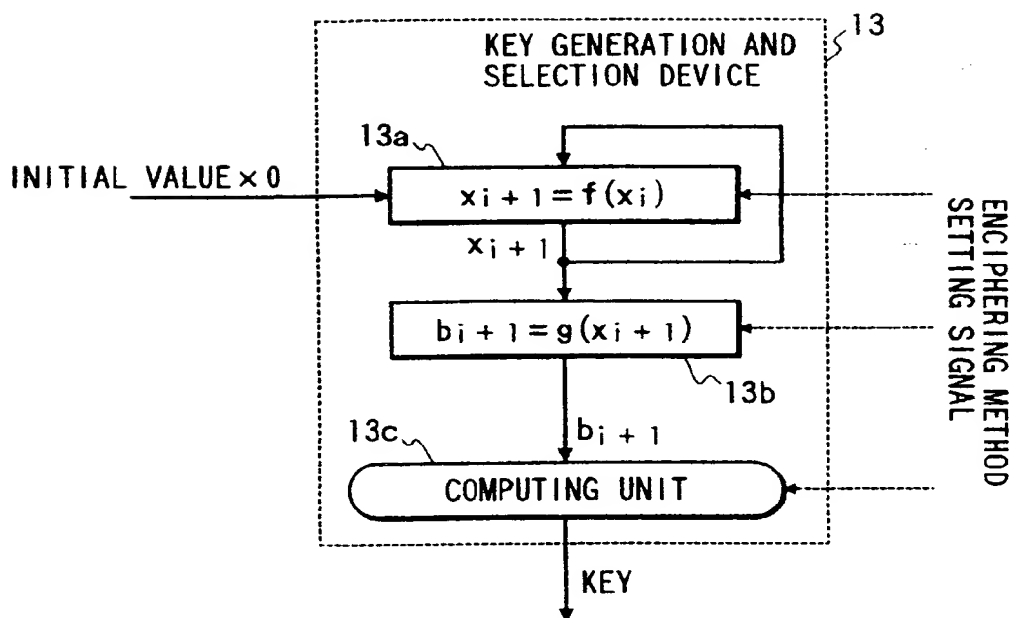 13
KEY GENERATION AND
SELECTION DEVICE
13a
INITIAL VALUE×0
xi+1=f(xi)
xi+1
bi+1=g(xi+1)
13b
13c
bi+1
COMPUTING UNIT
KEY
ENCIPHERING METHOD
SETTING SIGNAL